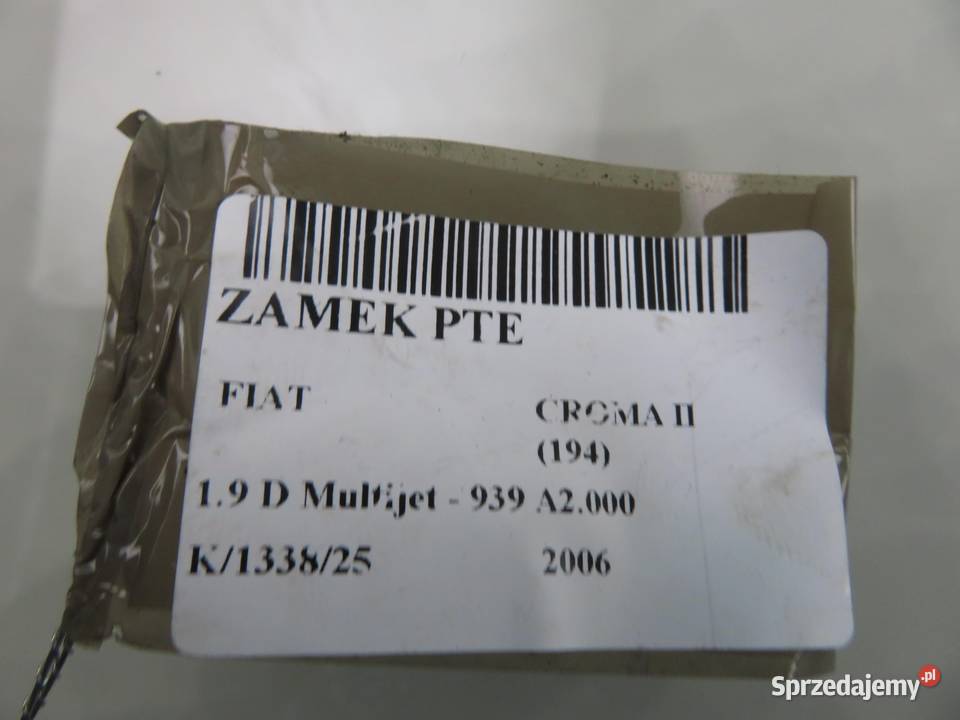 ZAMEK PTE
FIAT CROMA II
(194)
1.9 D Multijet - 939 A2.000
K/1338/25 2006
Sprzedajemy.pl